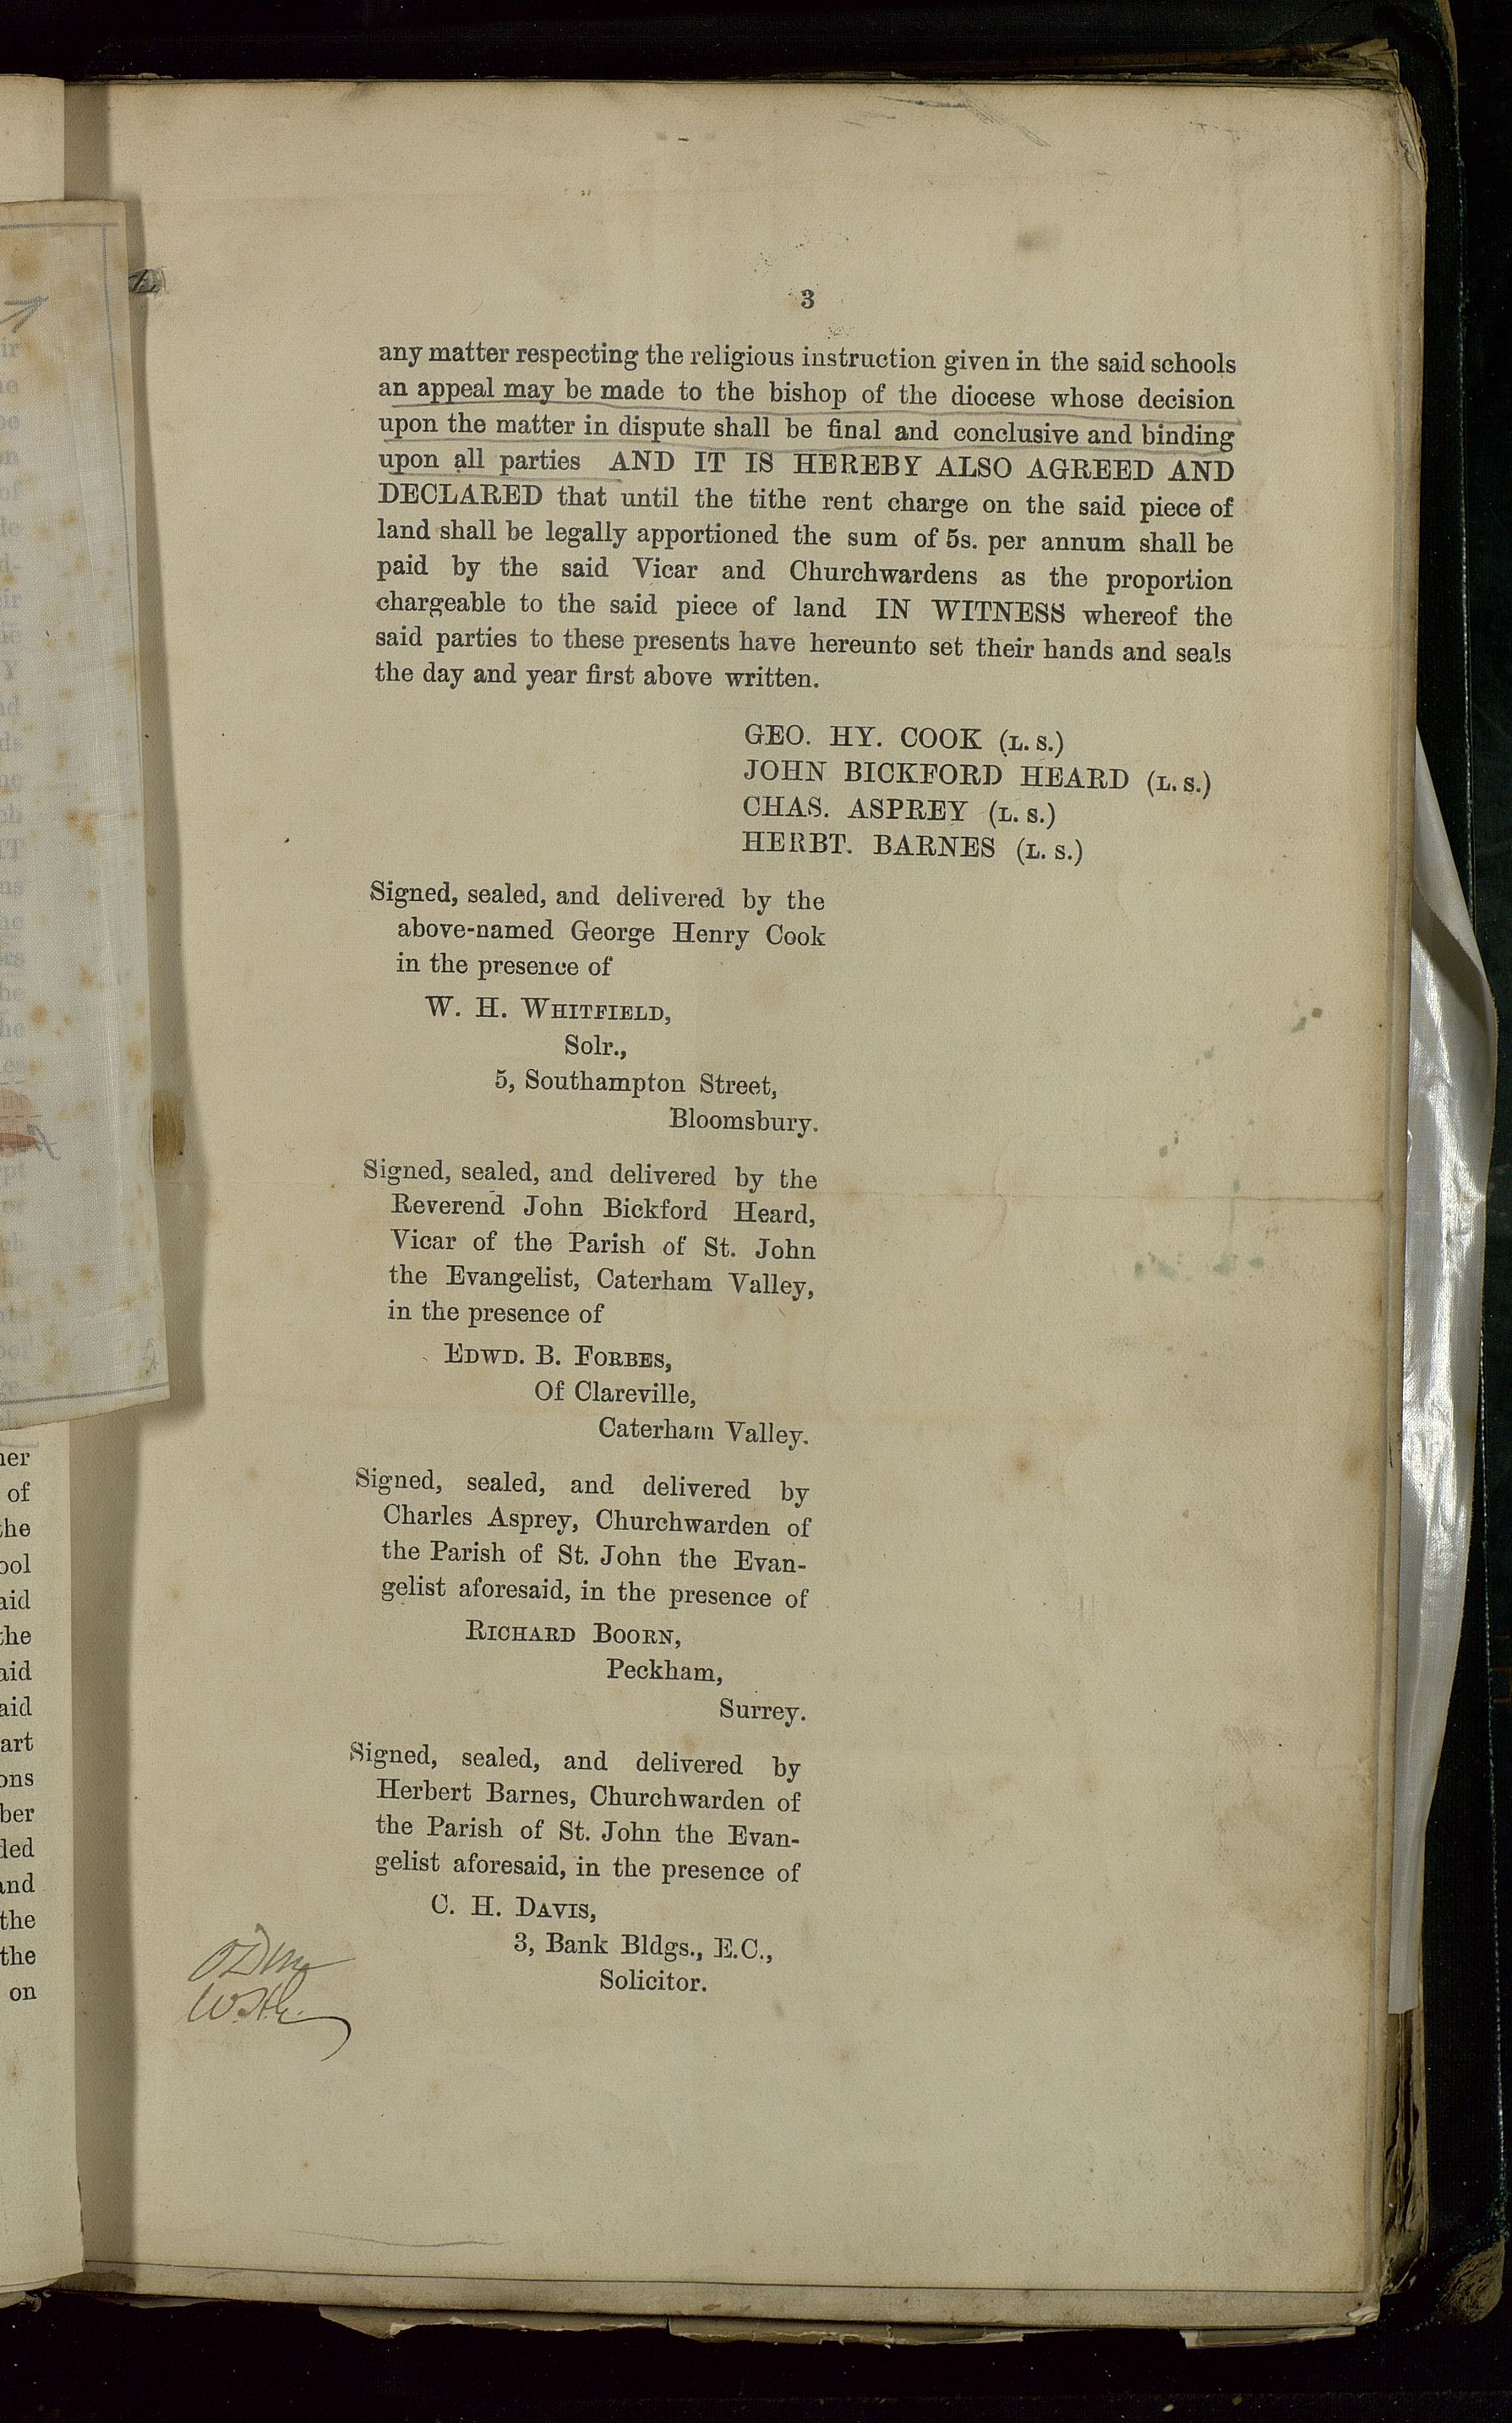 3
any matter respecting the religious instruction given in the said schools
an appeal may be made to the bishop of the diocese whose decision
upon the matter in dispute shall be final and conclusive and binding
upon all parties AND IT IS HEREBY ALSO AGREED AND
DECLARED that until the tithe rent charge on the said piece of
land shall be legally apportioned the sum of 5s. per annum shall be
paid by the said Vicar and Churchwardens as the proportion
chargeable to the said piece of land IN WITNESS whereof the
said parties to these presents have hereunto set their hands and seals
the day and year first above written.
GEO. HY. COOK (L. S.)
JOHN BICKFORD HEARD (L. S.)
CHAS. ASPREY (L. S.)
HERBT. BARNES (L. S.)
Signed, sealed, and delivered by the
above-named George Henry Cook
in the presence of
W. H. WHITFIELD,
Solr.,
5, Southampton Street,
Bloomsbury.
Signed, sealed, and delivered by the
Reverend John Bickford Heard,
Vicar of the Parish of St. John
the Evangelist, Caterham Valley,
in the presence of
EDWD. B. FORBES,
Of Clareville,
Caterham Valley.
Signed, sealed, and delivered by
Charles Asprey, Churchwarden of
the Parish of St. John the Evan-
gelist aforesaid, in the presence of
RICHARD BOORN,
Peckham,
Surrey.
Signed, sealed, and delivered by
Herbert Barnes, Churchwarden of
the Parish of St. John the Evan-
gelist aforesaid, in the presence of
C. H. DAVIS,
3, Bank Bldgs., E.C.,
Solicitor.